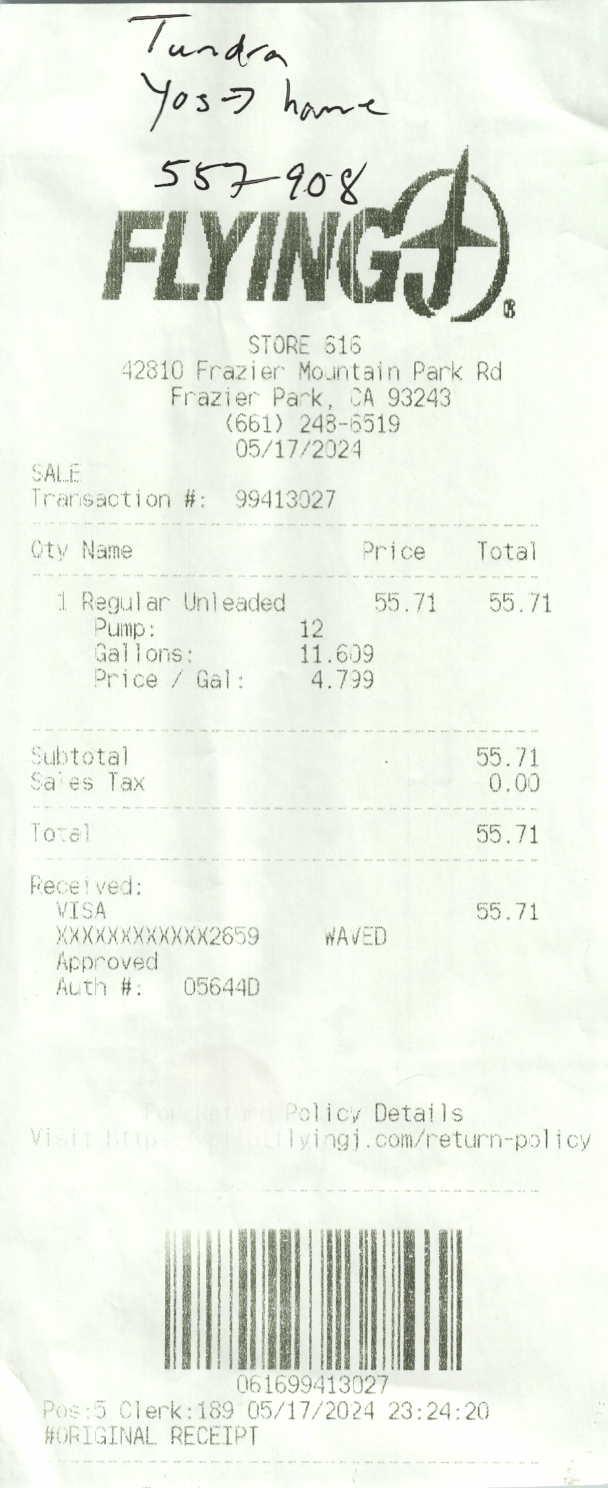 Tundra
Yos→ home
557-908
FLYING J®
STORE 616
42810 Frazier Mountain Park Rd
Frazier Park, CA 93243
(661) 248-6519
05/17/2024
SALE
Transaction #: 99413027
Qty Name Price Total
1 Regular Unleaded 55.71 55.71
Pump: 12
Gallons: 11.609
Price / Gal: 4.799
Subtotal 55.71
Sales Tax 0.00
Total 55.71
Received:
VISA 55.71
XXXXXXXXXXXX2659 WAVED
Approved
Auth #: 05644D
Policy Details
Visit flyingj.com/return-policy
061699413027
Pos:5 Clerk:189 05/17/2024 23:24:20
#ORIGINAL RECEIPT